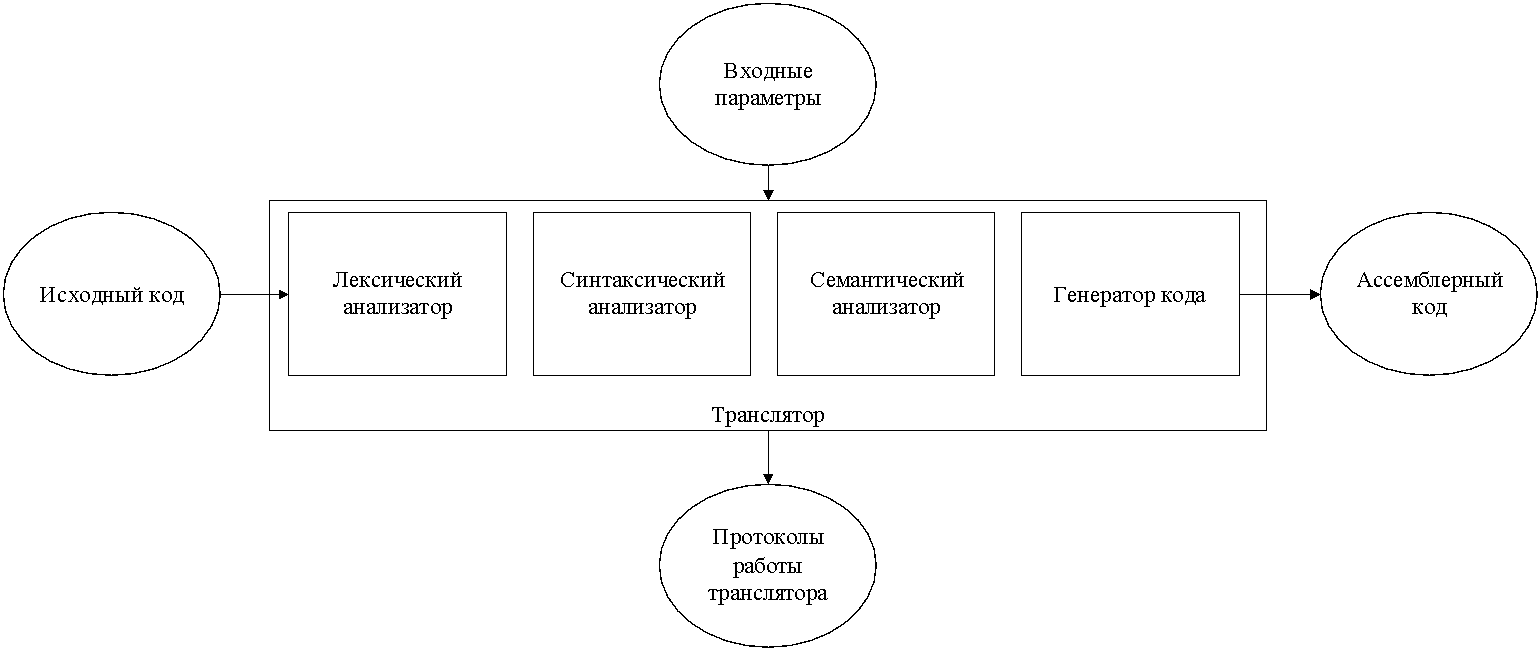 Входные
параметры
Исходный код
Лексический
анализатор
Синтаксический
анализатор
Семантический
анализатор
Генератор кода
Ассемблерный
код
Транслятор
Протоколы
работы
транслятора